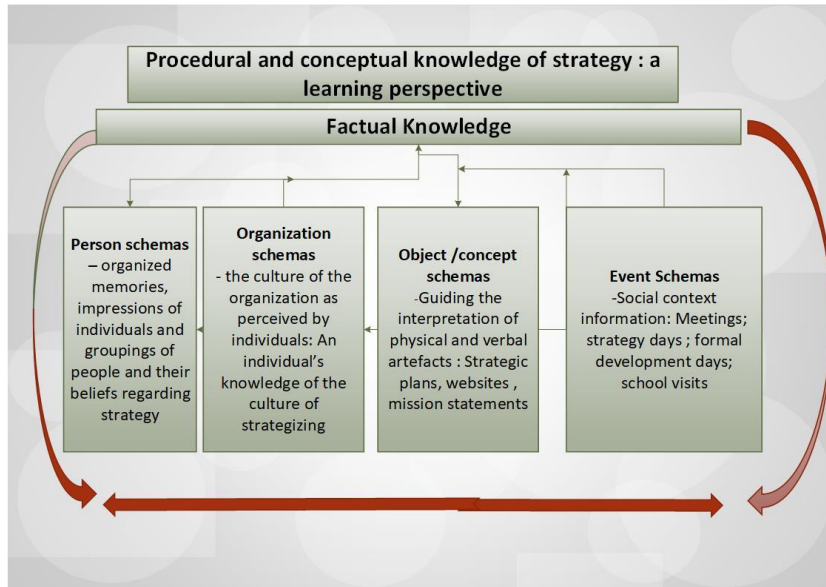 Procedural and conceptual knowledge of strategy : a
learning perspective
Factual Knowledge
Person schemas
– organized
memories,
impressions of
individuals and
groupings of
people and their
beliefs regarding
strategy
Organization
schemas
- the culture of the
organization as
perceived by
individuals: An
individual's
knowledge of the
culture of
strategizing
Object /concept
schemas
-Guiding the
interpretation of
physical and verbal
artefacts : Strategic
plans, websites ,
mission statements
Event Schemas
-Social context
information: Meetings;
strategy days ; formal
development days;
school visits